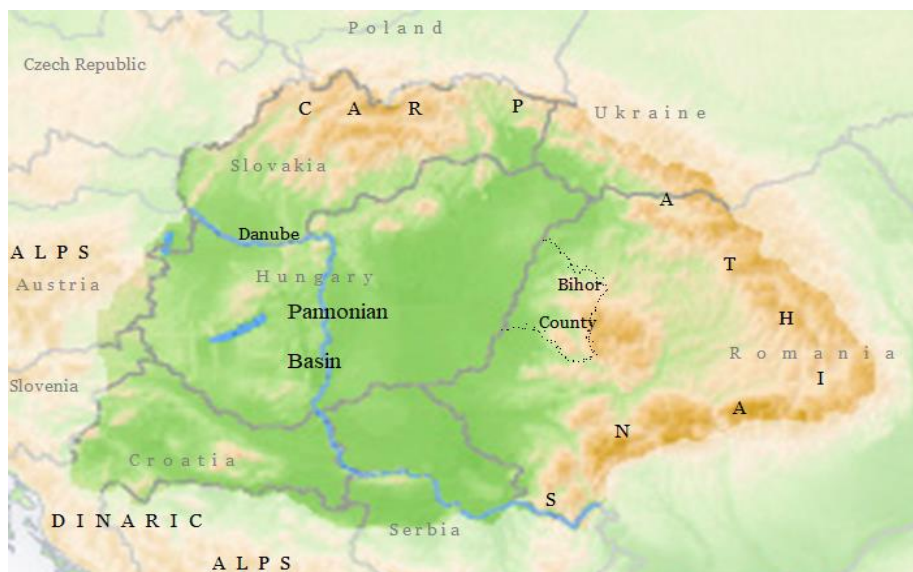 Poland
Czech Republic
C A R P
Ukraine
Slovakia
A
Danube
ALPS
T
Hungary
Austria
Bihor
Pannonian
H
County
Romania
Basin
Slovenia
I
A
N
Croatia
S
DINARIC
Serbia
ALPS